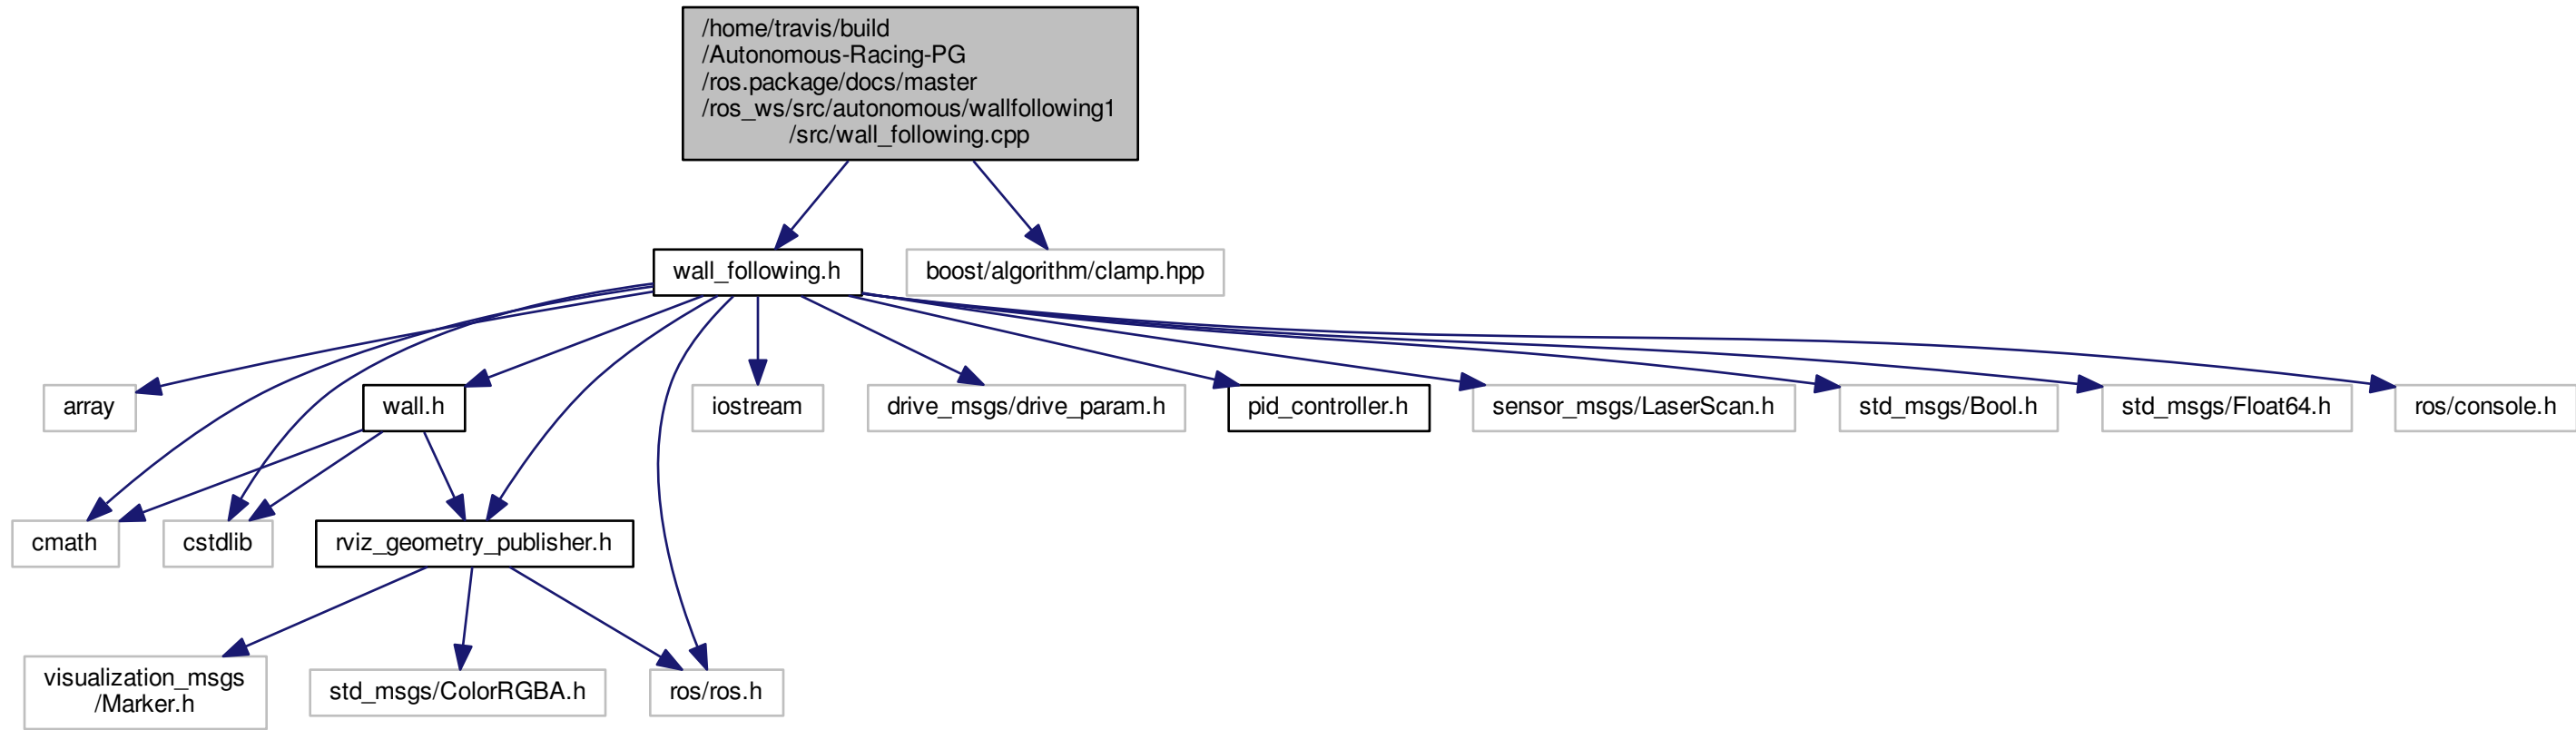 /home/travis/build
/Autonomous-Racing-PG
/ros.package/docs/master
/ros_ws/src/autonomous/wallfollowing1
/src/wall_following.cpp
wall_following.h
boost/algorithm/clamp.hpp
array
wall.h
iostream
drive_msgs/drive_param.h
pid_controller.h
sensor_msgs/LaserScan.h
std_msgs/Bool.h
std_msgs/Float64.h
ros/console.h
cmath
cstdlib
rviz_geometry_publisher.h
visualization_msgs
/Marker.h
std_msgs/ColorRGBA.h
ros/ros.h